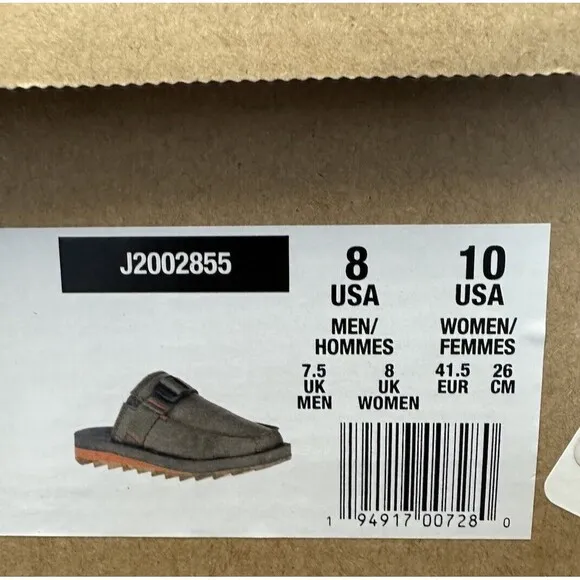 J2002855
8 10
USA USA
MEN/ WOMEN/
HOMMES FEMMES
7.5 8 41.5 26
UK UK EUR CM
MEN WOMEN
1 94917 00728 0